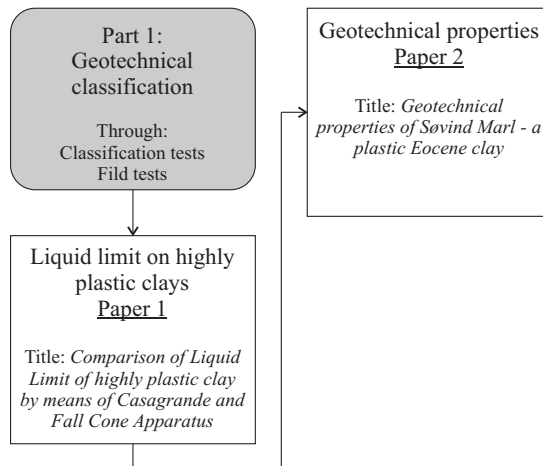 Part 1:
Geotechnical
classification
Through:
Classification tests
Fild tests
Liquid limit on highly
plastic clays
Paper 1
Title: Comparison of Liquid
Limit of highly plastic clay
by means of Casagrande and
Fall Cone Apparatus
Geotechnical properties
Paper 2
Title: Geotechnical
properties of Søvind Marl - a
plastic Eocene clay